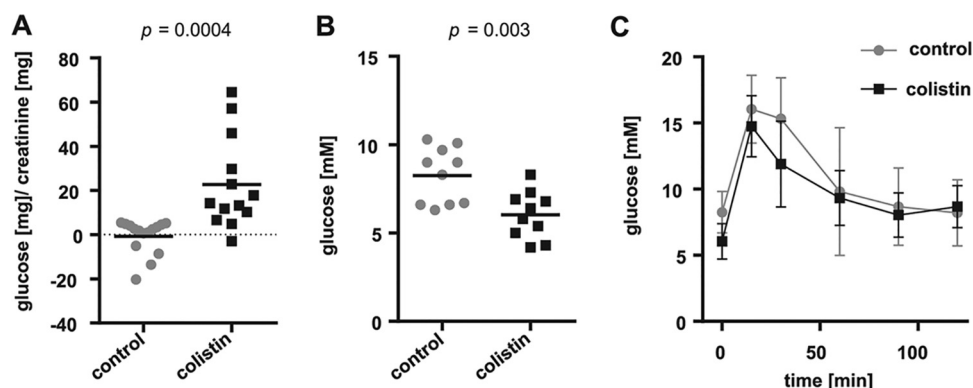 A
p = 0.0004
glucose [mg]/ creatinine [mg]
80
60
40
20
0
-20
-40
control
colistin
B
p = 0.003
glucose [mM]
15
10
5
0
control
colistin
C
control
colistin
glucose [mM]
20
15
10
5
0
0
50
100
time [min]